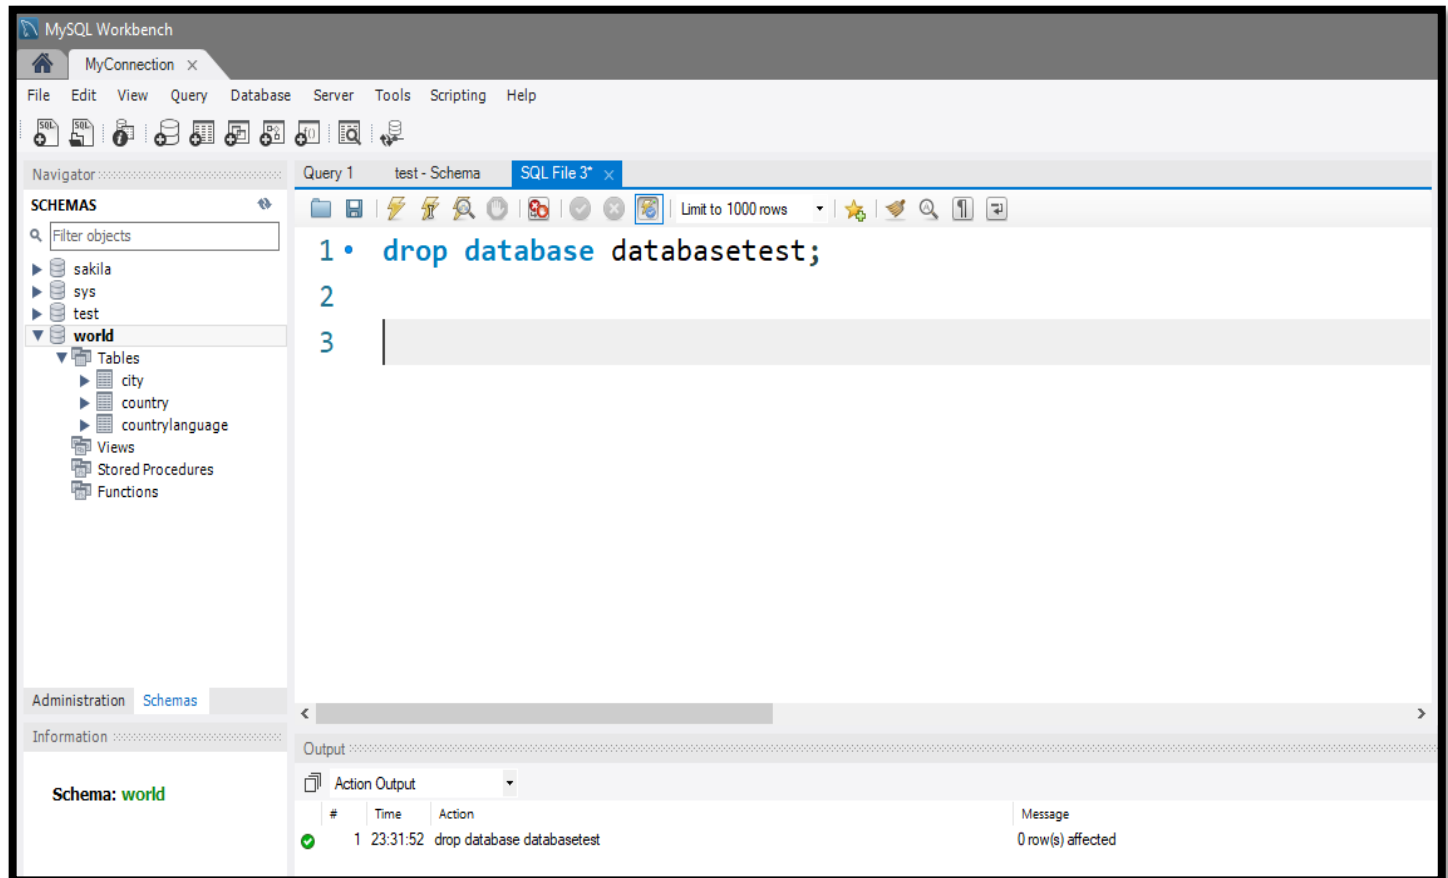 MySQL Workbench
MyConnection
File Edit View Query Database Server Tools Scripting Help
Navigator
SCHEMAS
Filter objects
sakila
sys
test
world
Tables
city
country
countrylanguage
Views
Stored Procedures
Functions
Administration Schemas
Information
Schema: world
Query 1 test - Schema SQL File 3*
Limit to 1000 rows
1 drop database databasetest;
2
3
Output
Action Output
# Time Action Message
1 23:31:52 drop database databasetest 0 row(s) affected